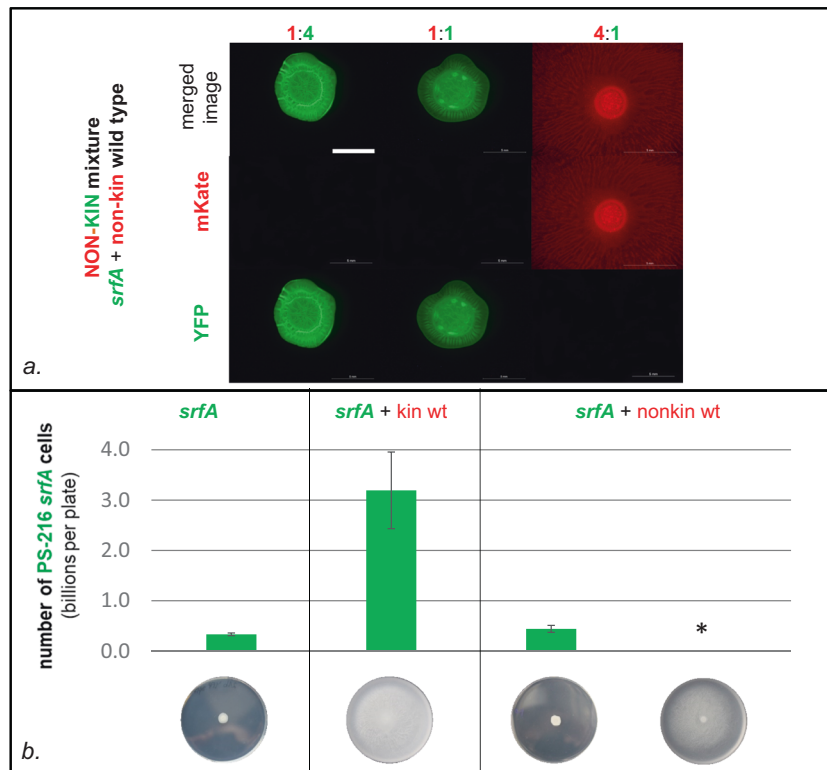 1:4 1:1 4:1
NON-KIN mixture
srfA + non-kin wild type
merged
image
mKate
YFP
a.
srfA
srfA + kin wt
srfA + nonkin wt
number of PS-216 srfA cells
(billions per plate)
4.0
3.0
2.0
1.0
0.0
*
b.